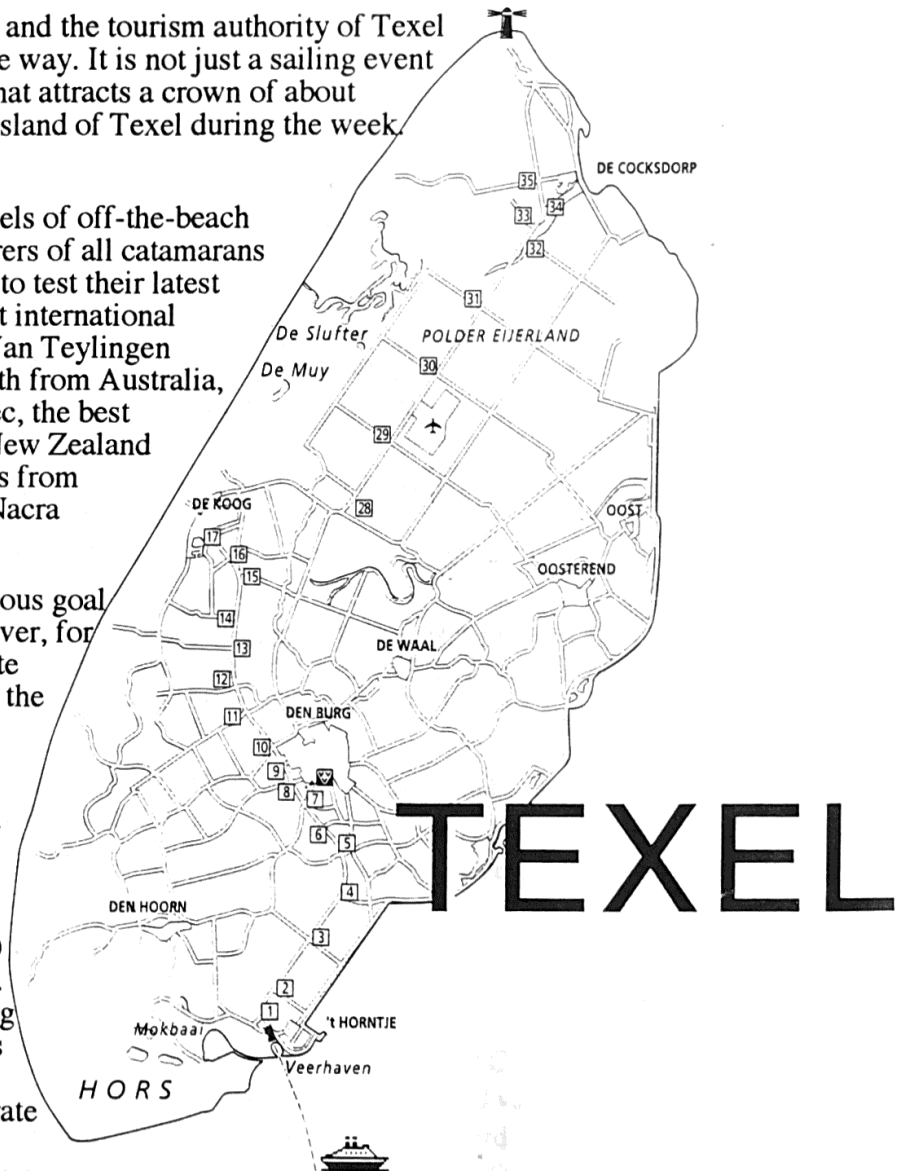 and the tourism authority of Texel
way. It is not just a sailing event
that attracts a crown of about
island of Texel during the week.
els of off-the-beach
rers of all catamarans
to test their latest
t international
Van Teylingen
th from Australia,
ec, the best
New Zealand
s from
Nacra
ous goal
ver, for
te
the
g
s
ate
DE COCKSDORP
35
34
33
32
31
De Slufter
POLDER EIJERLAND
De Muy
30
29
DE KOOG
28
OOST
17
16
OOSTEREND
15
14
13
DE WAAL
12
11
DEN BURG
10
9
8
7
TEXEL
6
5
4
DEN HOORN
3
2
1
't HORNTJE
Mokbaai
Veerhaven
HORS